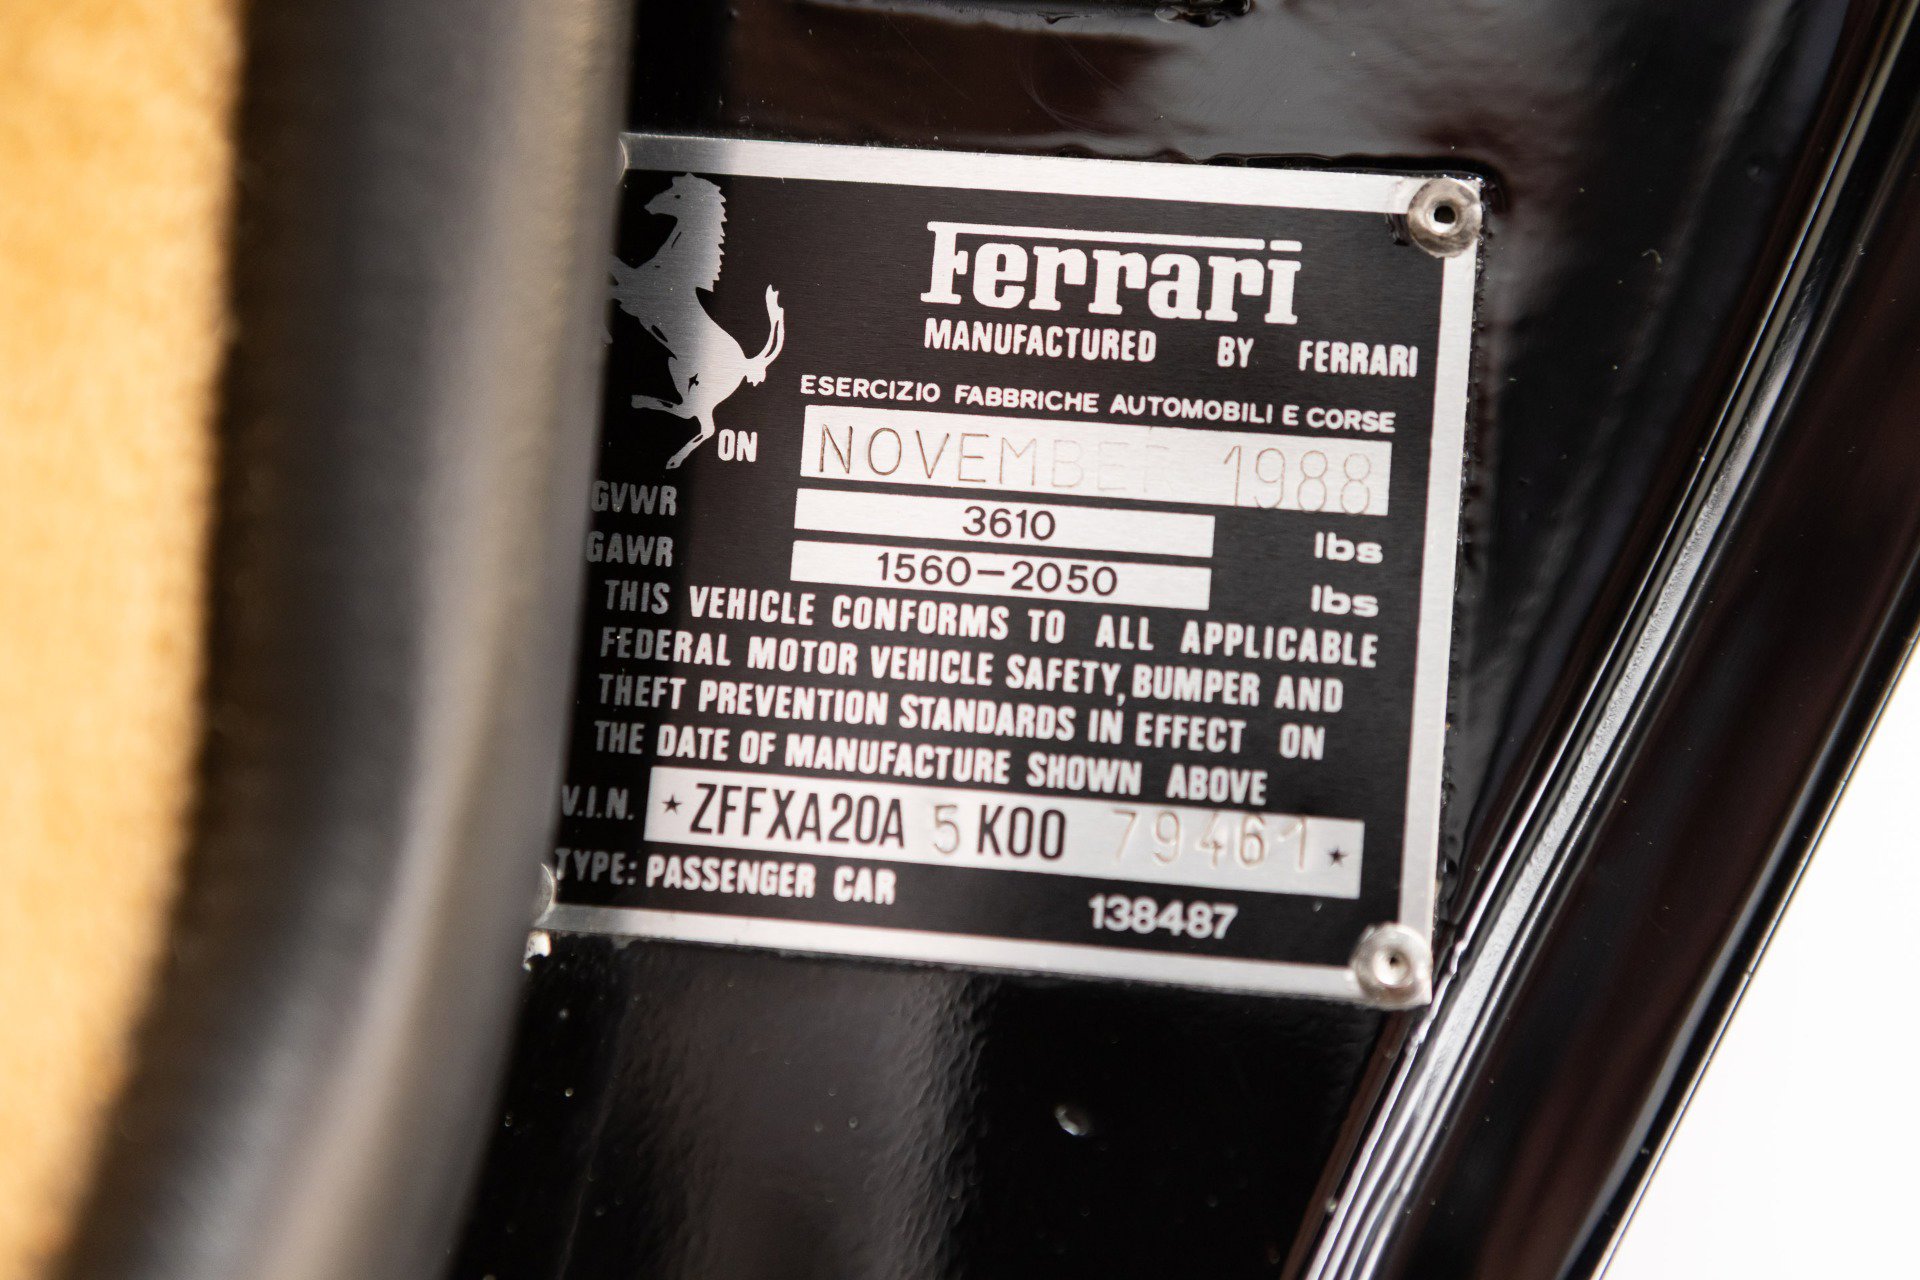 Ferrari
MANUFACTURED BY FERRARI
ESERCIZIO FABBRICHE AUTOMOBILI E CORSE
ON NOVEMBER 1988
GVWR 3610 lbs
GAWR 1560-2050 lbs
THIS VEHICLE CONFORMS TO ALL APPLICABLE
FEDERAL MOTOR VEHICLE SAFETY, BUMPER AND
THEFT PREVENTION STANDARDS IN EFFECT ON
THE DATE OF MANUFACTURE SHOWN ABOVE
V.I.N. ★ ZFFXA20A 5 K00 79461 ★
TYPE: PASSENGER CAR 138487